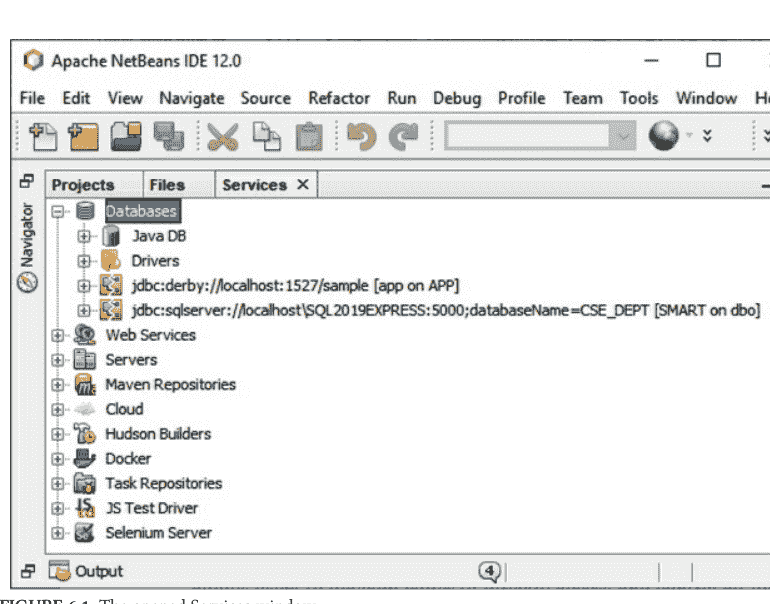 Apache NetBeans IDE 12.0
File Edit View Navigate Source Refactor Run Debug Profile Team Tools Window
Projects Files Services X
Navigator
Databases
Java DB
Drivers
jdbc:derby://localhost:1527/sample [app on APP]
jdbc:sqlserver://localhost\SQL2019EXPRESS:5000;databaseName=CSE_DEPT [SMART on dbo]
Web Services
Servers
Maven Repositories
Cloud
Hudson Builders
Docker
Task Repositories
JS Test Driver
Selenium Server
Output 4